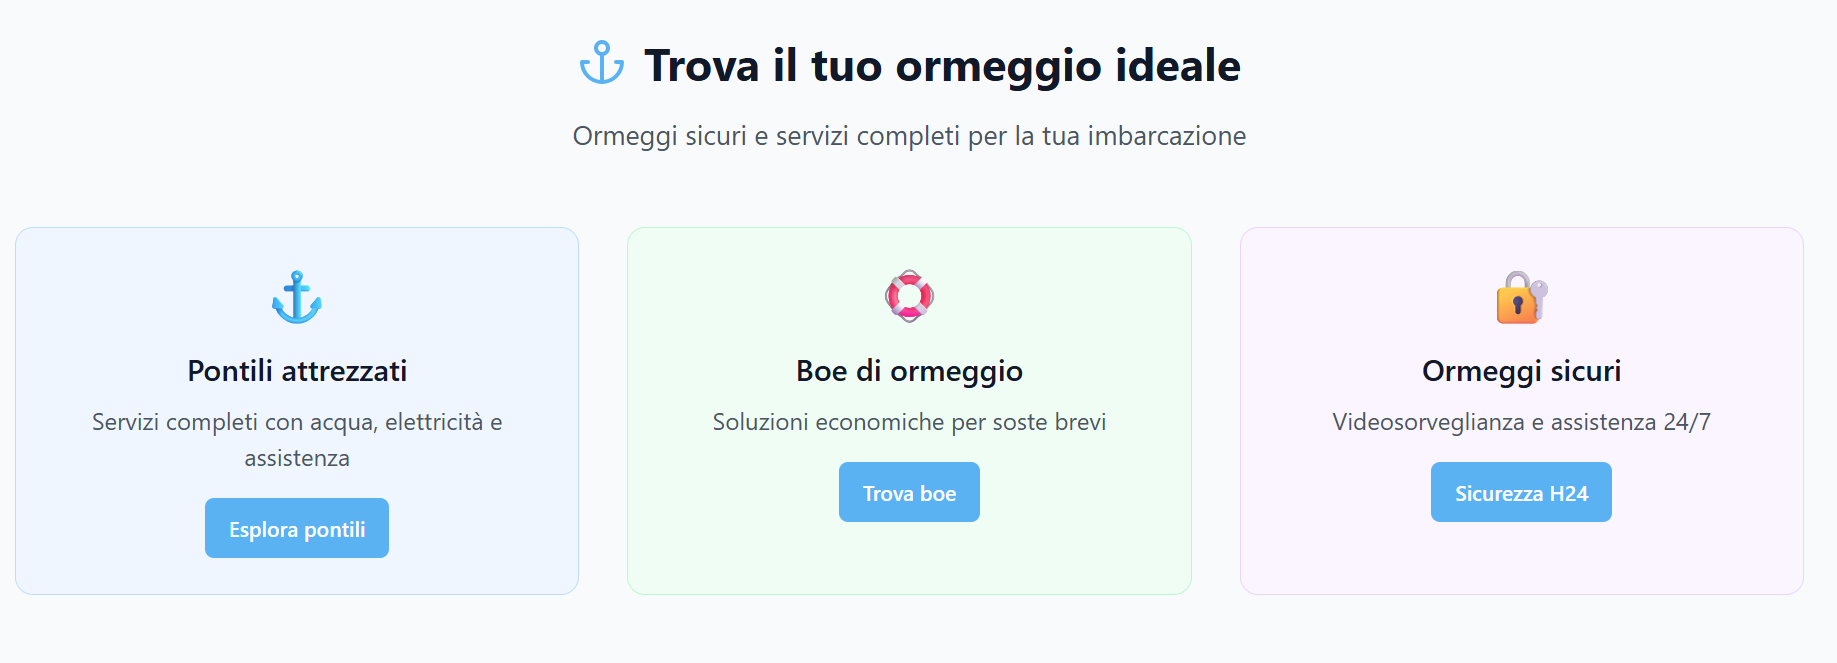 Trova il tuo ormeggio ideale
Ormeggi sicuri e servizi completi per la tua imbarcazione
Pontili attrezzati
Servizi completi con acqua, elettricità e
assistenza
Esplora pontili
Boe di ormeggio
Soluzioni economiche per soste brevi
Trova boe
Ormeggi sicuri
Videosorveglianza e assistenza 24/7
Sicurezza H24